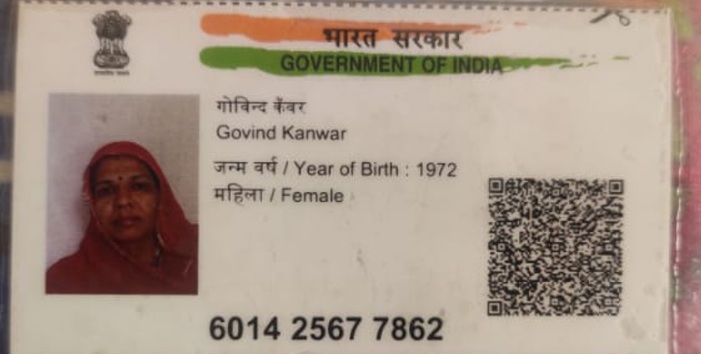 भारत सरकार
GOVERNMENT OF INDIA
गोविन्द कँवर
Govind Kanwar
जन्म वर्ष / Year of Birth : 1972
महिला / Female
6014 2567 7862